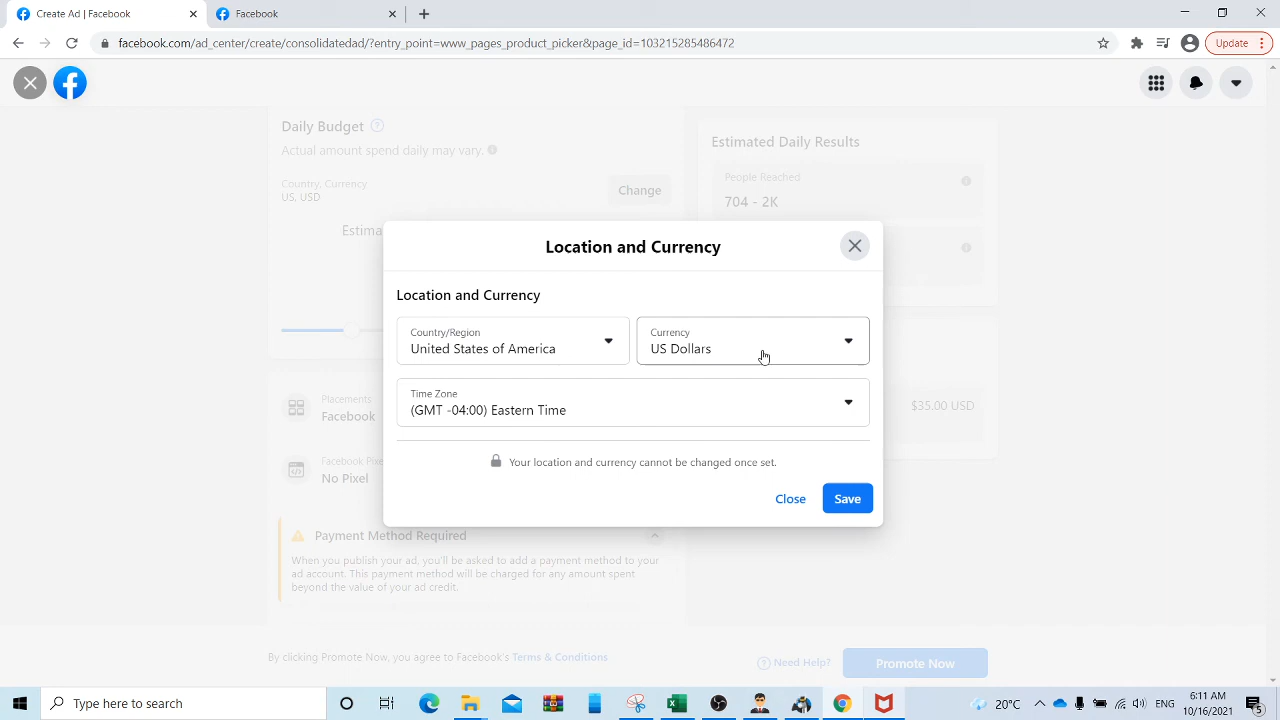 Create Ad | Facebook
Facebook
facebook.com/ad_center/create/consolidatedad/?entry_point=www_pages_product_picker&page_id=103215285486472
Update
Daily Budget
Actual amount spend daily may vary.
Country, Currency
US, USD
Change
Estima
Estimated Daily Results
People Reached
704 - 2K
Location and Currency
Location and Currency
Country/Region
United States of America
Currency
US Dollars
Time Zone
(GMT -04:00) Eastern Time
Your location and currency cannot be changed once set.
Close
Save
$35.00 USD
Placements
Facebook
Facebook Pixe
No Pixel
Payment Method Required
When you publish your ad, you'll be asked to add a payment method to your
ad account. This payment method will be charged for any amount spent
beyond the value of your ad credit.
By clicking Promote Now, you agree to Facebook's Terms & Conditions
Need Help?
Promote Now
Type here to search
20°C
ENG
6:11 AM
10/16/2021